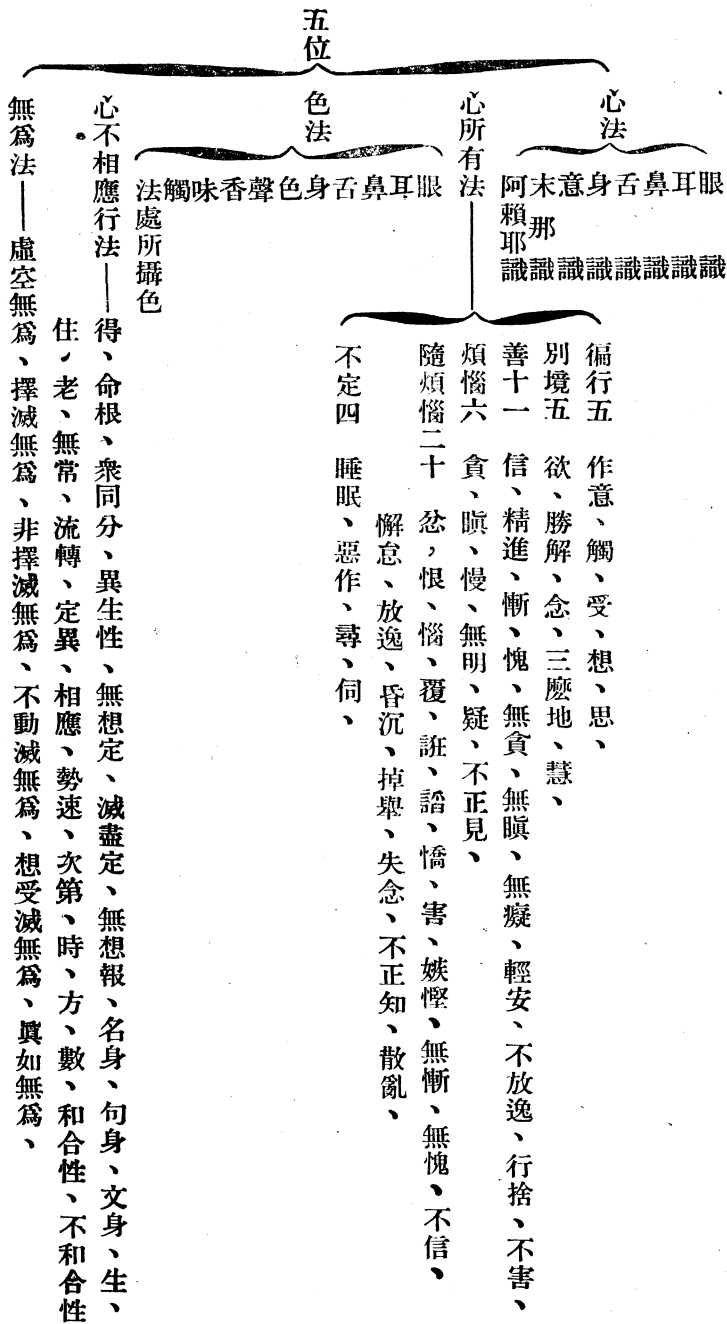 五位
心法
眼識
耳識
鼻識
舌識
身識
意識
末那識
阿賴耶識
心所有法
徧行五　作意、觸、受、想、思、
別境五　欲、勝解、念、三麽地、慧、
善十一　信、精進、慚、愧、無貪、無瞋、無癡、輕安、不放逸、行捨、不害、
煩惱六　貪、瞋、慢、無明、疑、不正見、
隨煩惱二十　忿，恨、惱、覆、誑、諂、憍、害、嫉慳、無慚、無愧、不信、
懈怠、放逸、昏沉、掉舉、失念、不正知、散亂、
不定四　睡眠、惡作、尋、伺、
色法
眼耳鼻舌身色聲香味觸
法處所攝色
心不相應行法——得、命根、衆同分、異生性、無想定、滅盡定、無想報、名身、句身、文身、生、
住，老、無常、流轉、定異、相應、勢速、次第、時、方、數、和合性、不和合性
無爲法——虛空無爲、擇滅無爲、非擇滅無爲、不動滅無爲、想受滅無爲、眞如無爲、